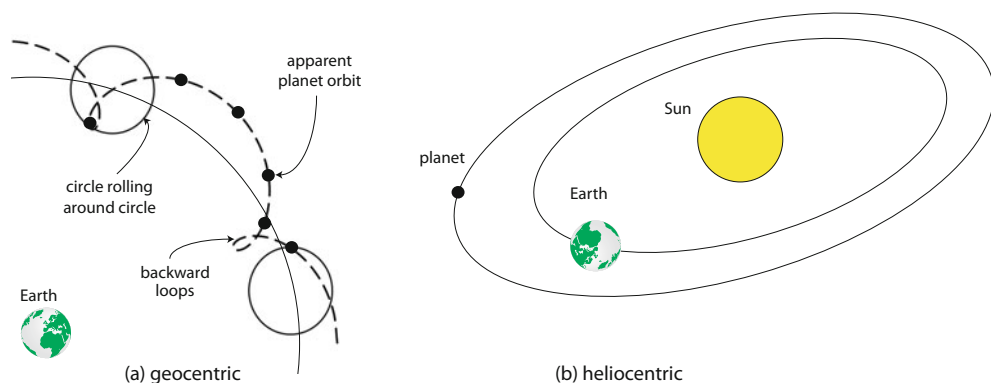 apparent
planet orbit
circle rolling
around circle
backward
loops
Earth
(a) geocentric
Sun
planet
Earth
(b) heliocentric